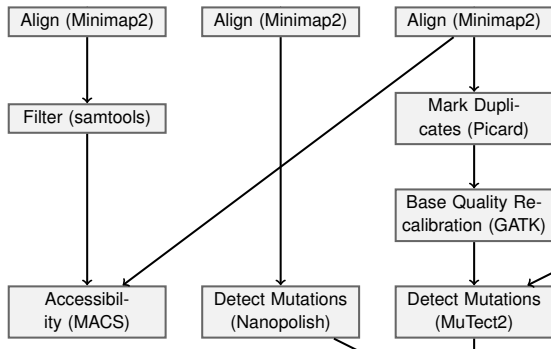 Align (Minimap2)
Align (Minimap2)
Align (Minimap2)
Filter (samtools)
Mark Dupli-
cates (Picard)
Base Quality Re-
calibration (GATK)
Accessibil-
ity (MACS)
Detect Mutations
(Nanopolish)
Detect Mutations
(MuTect2)